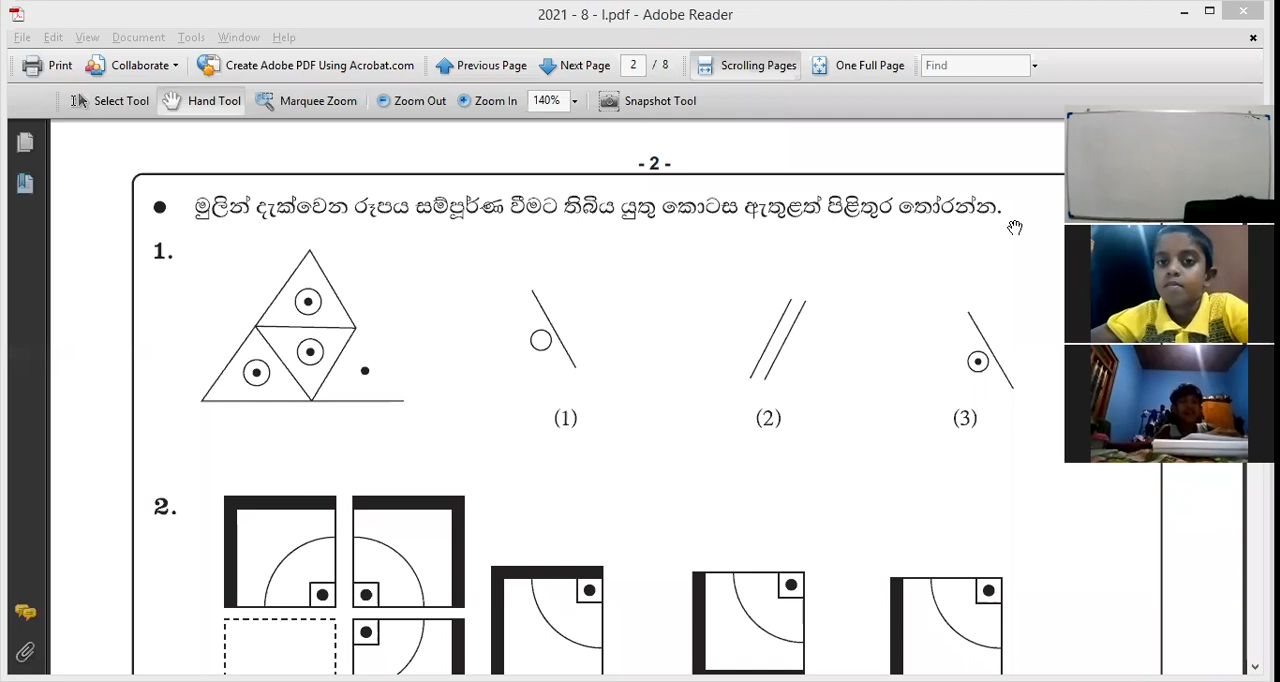 2021 - 8 - I.pdf - Adobe Reader
File Edit View Document Tools Window Help
Print Collaborate Create Adobe PDF Using Acrobat.com Previous Page Next Page 2 / 8 Scrolling Pages One Full Page Find
Select Tool Hand Tool Marquee Zoom Zoom Out Zoom In 140% Snapshot Tool
- 2 -
● මුලින් දැක්වෙන රූපය සම්පූර්ණ වීමට තිබිය යුතු කොටස ඇතුළත් පිළිතුර තෝරන්න.
1.
(1) (2) (3)
2.